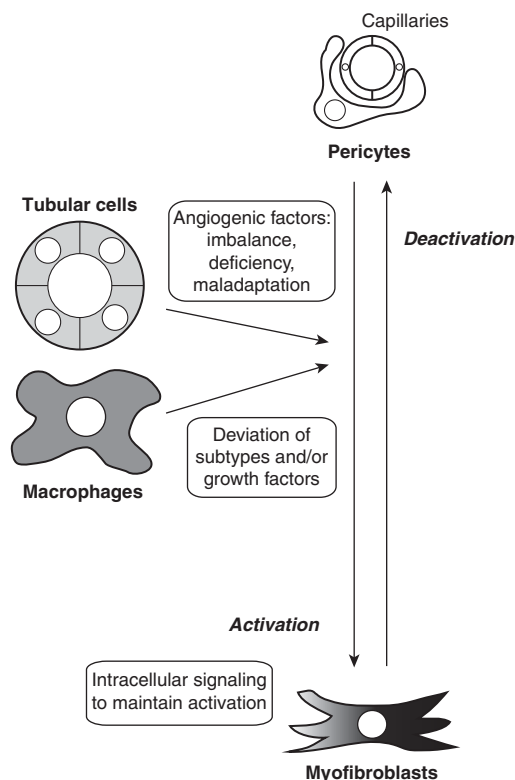 Capillaries
Pericytes
Tubular cells
Angiogenic factors:
imbalance,
deficiency,
maladaptation
Deactivation
Deviation of
subtypes and/or
growth factors
Macrophages
Activation
Intracellular signaling
to maintain activation
Myofibroblasts